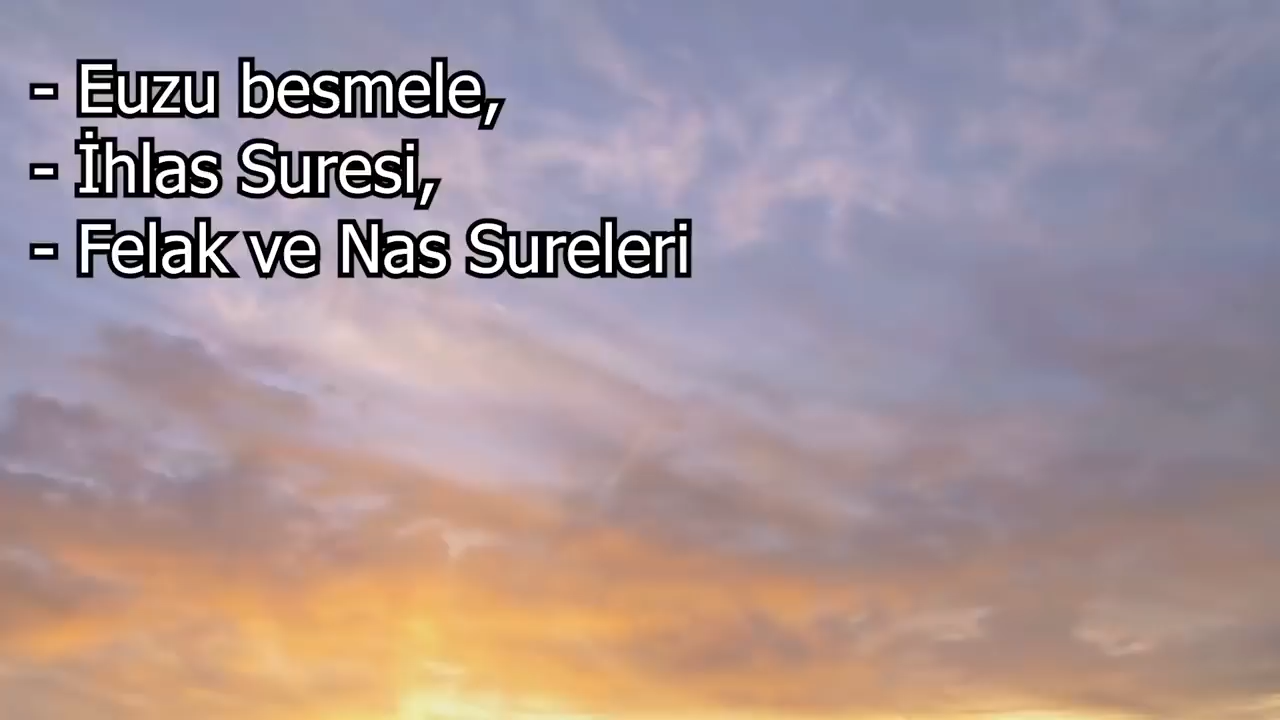 - Euzu besmele,
- İhlas Suresi,
- Felak ve Nas Sureleri